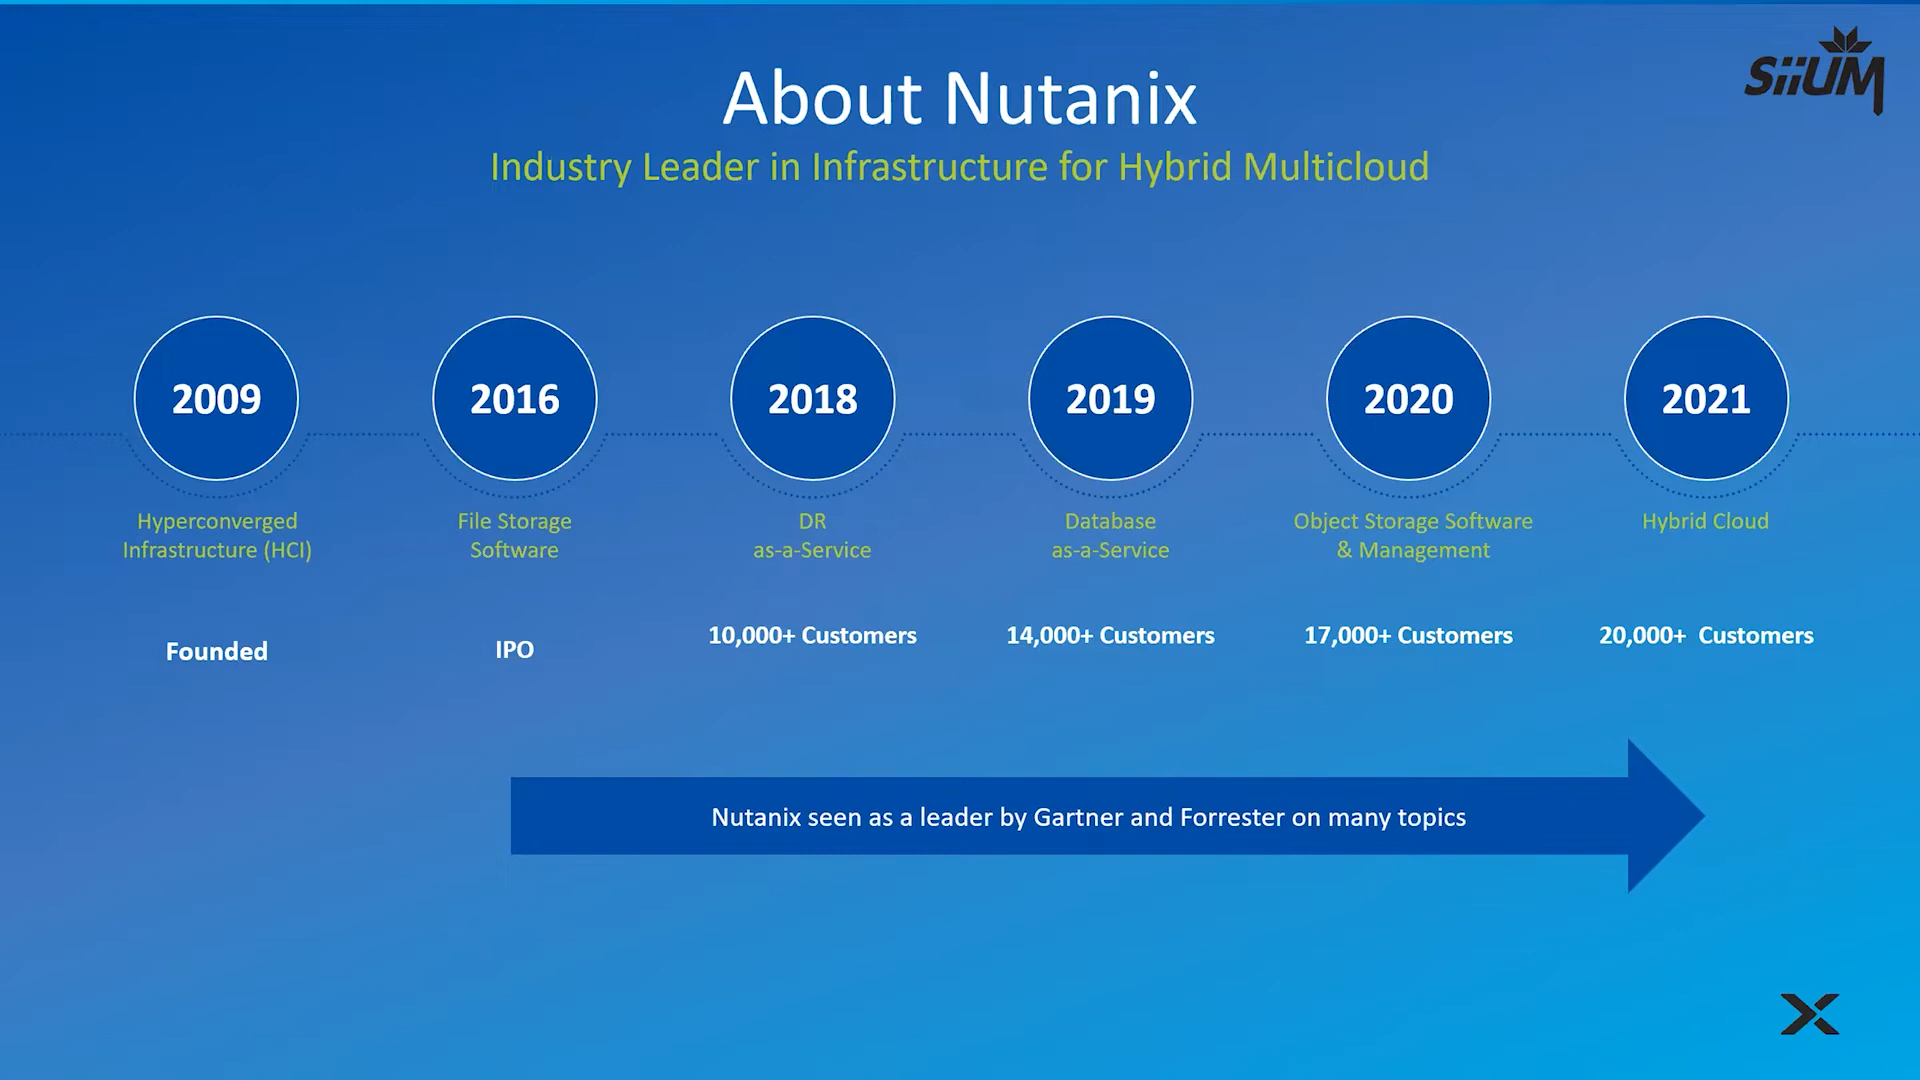 SiiUM
About Nutanix
Industry Leader in Infrastructure for Hybrid Multicloud
2009
2016
2018
2019
2020
2021
Hyperconverged
Infrastructure (HCI)
File Storage
Software
DR
as-a-Service
Database
as-a-Service
Object Storage Software
& Management
Hybrid Cloud
Founded
IPO
10,000+ Customers
14,000+ Customers
17,000+ Customers
20,000+  Customers
Nutanix seen as a leader by Gartner and Forrester on many topics